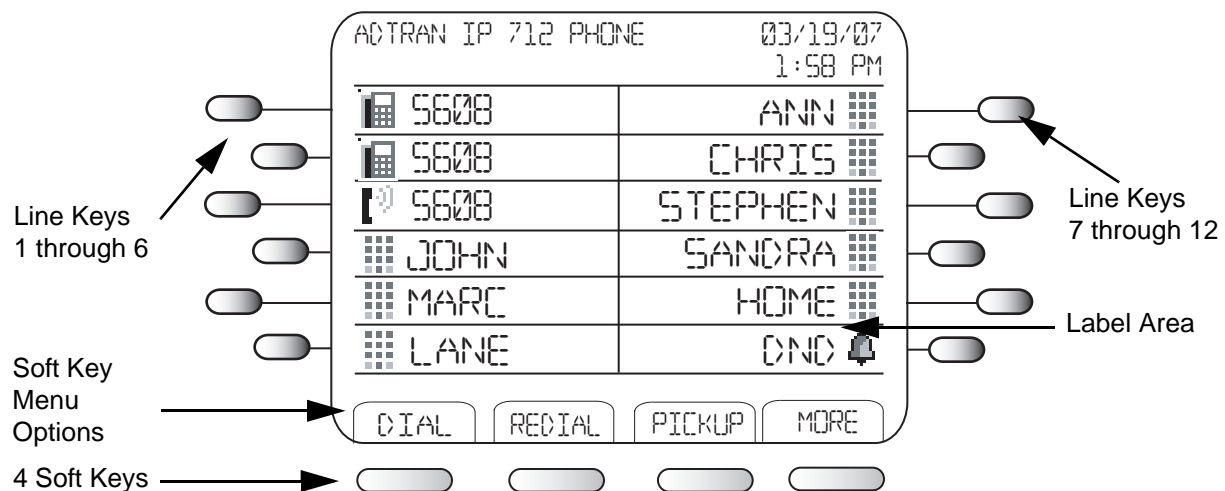 ADTRAN IP 712 PHONE 03/19/07
1:58 PM
5608 ANN
5608 CHRIS
5608 STEPHEN
JOHN SANDRA
MARC HOME
LANE DND
DIAL REDIAL PICKUP MORE
Line Keys
1 through 6
Line Keys
7 through 12
Label Area
Soft Key
Menu
Options
4 Soft Keys